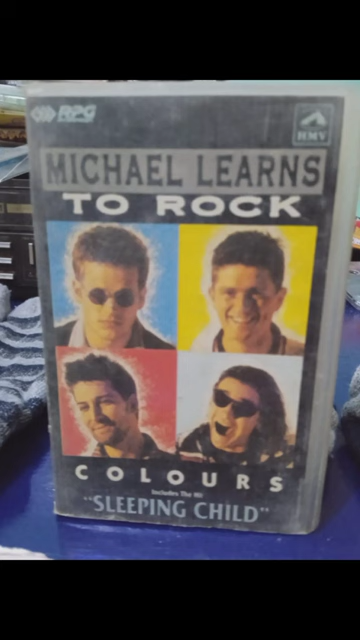 RPG
HMV
MICHAEL LEARNS
TO ROCK
COLOURS
Includes The Hit
"SLEEPING CHILD"